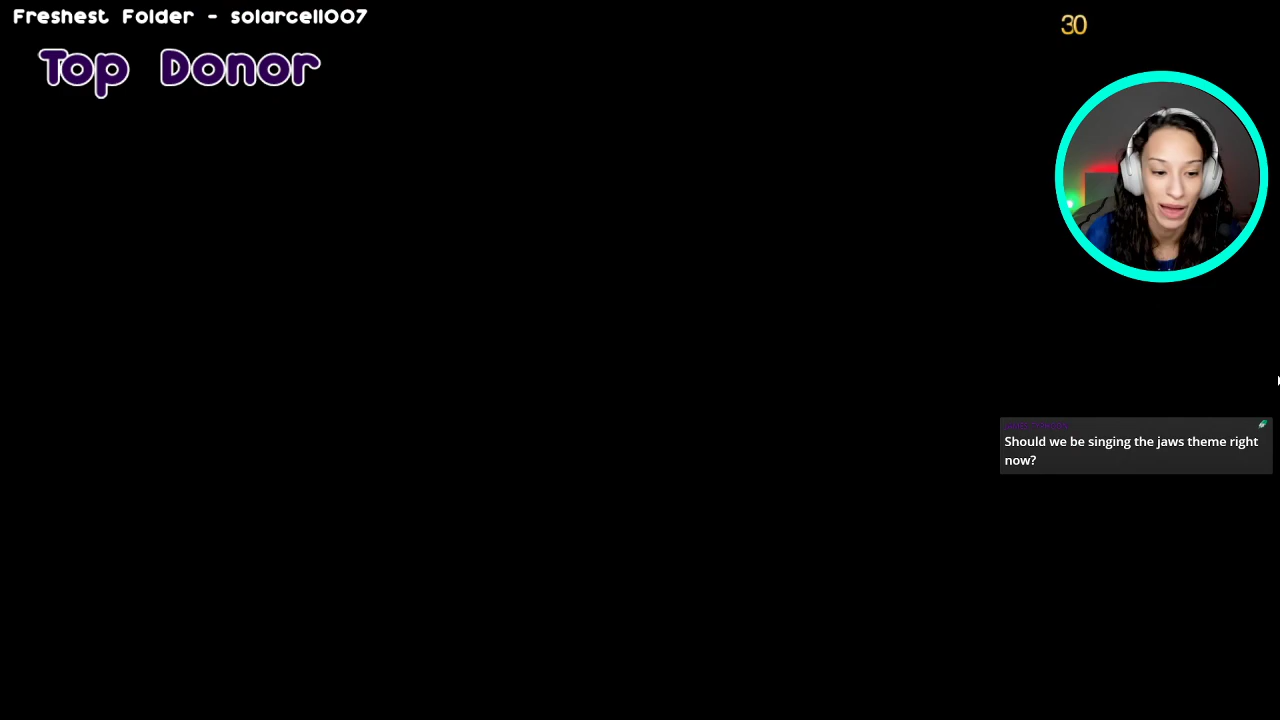 Freshest Folder - solarcell007
30
Top Donor
Should we be singing the jaws theme right
now?